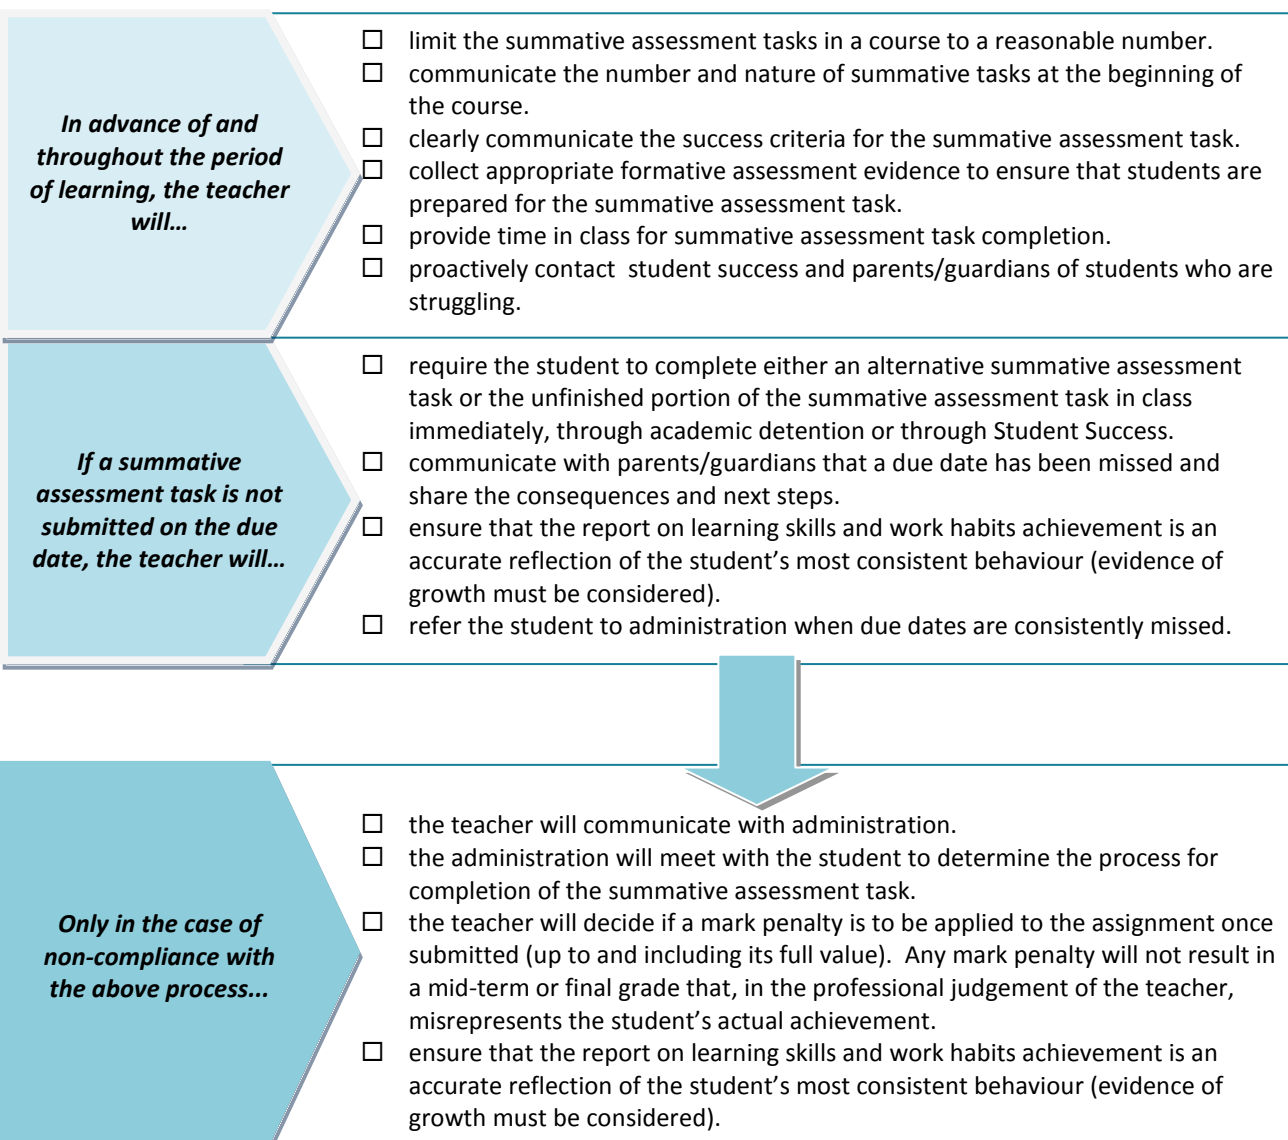 In advance of and
throughout the period
of learning, the teacher
will…
☐ limit the summative assessment tasks in a course to a reasonable number.
☐ communicate the number and nature of summative tasks at the beginning of
the course.
☐ clearly communicate the success criteria for the summative assessment task.
☐ collect appropriate formative assessment evidence to ensure that students are
prepared for the summative assessment task.
☐ provide time in class for summative assessment task completion.
☐ proactively contact  student success and parents/guardians of students who are
struggling.
If a summative
assessment task is not
submitted on the due
date, the teacher will…
☐ require the student to complete either an alternative summative assessment
task or the unfinished portion of the summative assessment task in class
immediately, through academic detention or through Student Success.
☐ communicate with parents/guardians that a due date has been missed and
share the consequences and next steps.
☐ ensure that the report on learning skills and work habits achievement is an
accurate reflection of the student’s most consistent behaviour (evidence of
growth must be considered).
☐ refer the student to administration when due dates are consistently missed.
Only in the case of
non-compliance with
the above process...
☐ the teacher will communicate with administration.
☐ the administration will meet with the student to determine the process for
completion of the summative assessment task.
☐ the teacher will decide if a mark penalty is to be applied to the assignment once
submitted (up to and including its full value).  Any mark penalty will not result in
a mid-term or final grade that, in the professional judgement of the teacher,
misrepresents the student’s actual achievement.
☐ ensure that the report on learning skills and work habits achievement is an
accurate reflection of the student’s most consistent behaviour (evidence of
growth must be considered).